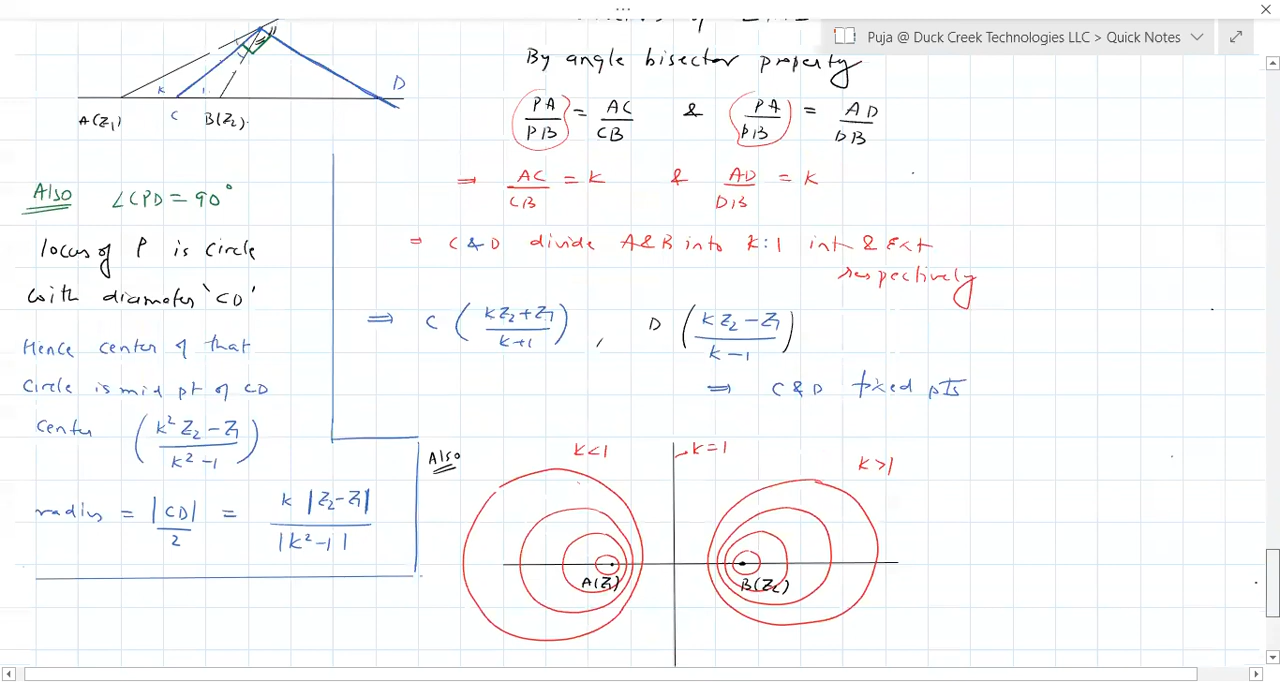 Puja @ Duck Creek Technologies LLC > Quick Notes
By angle bisector property
PA/PB = AC/CB & PA/PB = AD/DB
⇒ AC/CB = K & AD/DB = K
⇒ C & D divide A&B into K:1 int & Ext
respectively
⇒ C ( (kZ2+Z1)/(k+1) ) , D ( (kZ2-Z1)/(k-1) )
⇒ C & D fixed pts
D
A(Z1) C B(Z2)
Also ∠CPD = 90°
locus of P is circle
with diameter 'CD'
Hence center of that
Circle is mid pt of CD
center ( (k²Z2-Z1)/(k²-1) )
radius = |CD|/2 = k|Z2-Z1|/|k²-1|
Also
k<1
k=1
k>1
A(Z1)
B(Z2)